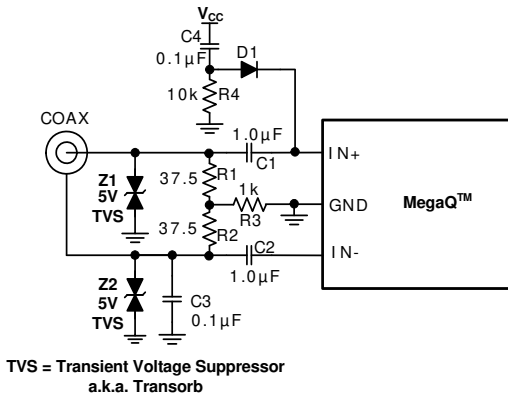 VCC
C4
0.1µF
D1
10k
R4
COAX
1.0µF
C1
IN+
Z1
5V
TVS
37.5
R1
1k
R3
GND
MegaQ™
37.5
R2
C2
1.0µF
IN-
Z2
5V
TVS
C3
0.1µF
TVS = Transient Voltage Suppressor
a.k.a. Transorb